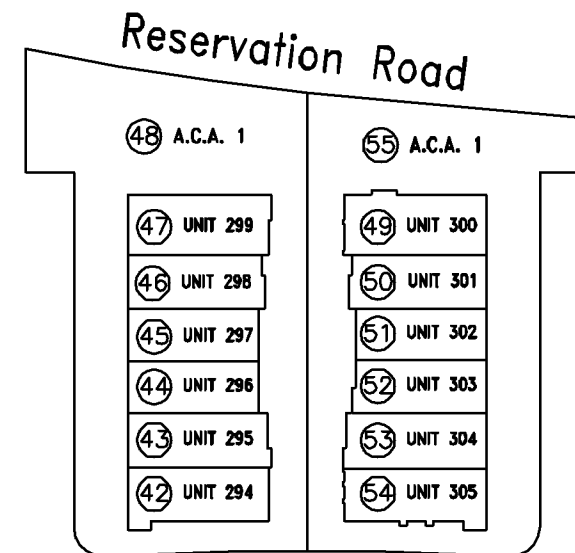 Reservation Road
48 A.C.A. 1
55 A.C.A. 1
47 UNIT 299
49 UNIT 300
46 UNIT 298
50 UNIT 301
45 UNIT 297
51 UNIT 302
44 UNIT 296
52 UNIT 303
43 UNIT 295
53 UNIT 304
42 UNIT 294
54 UNIT 305